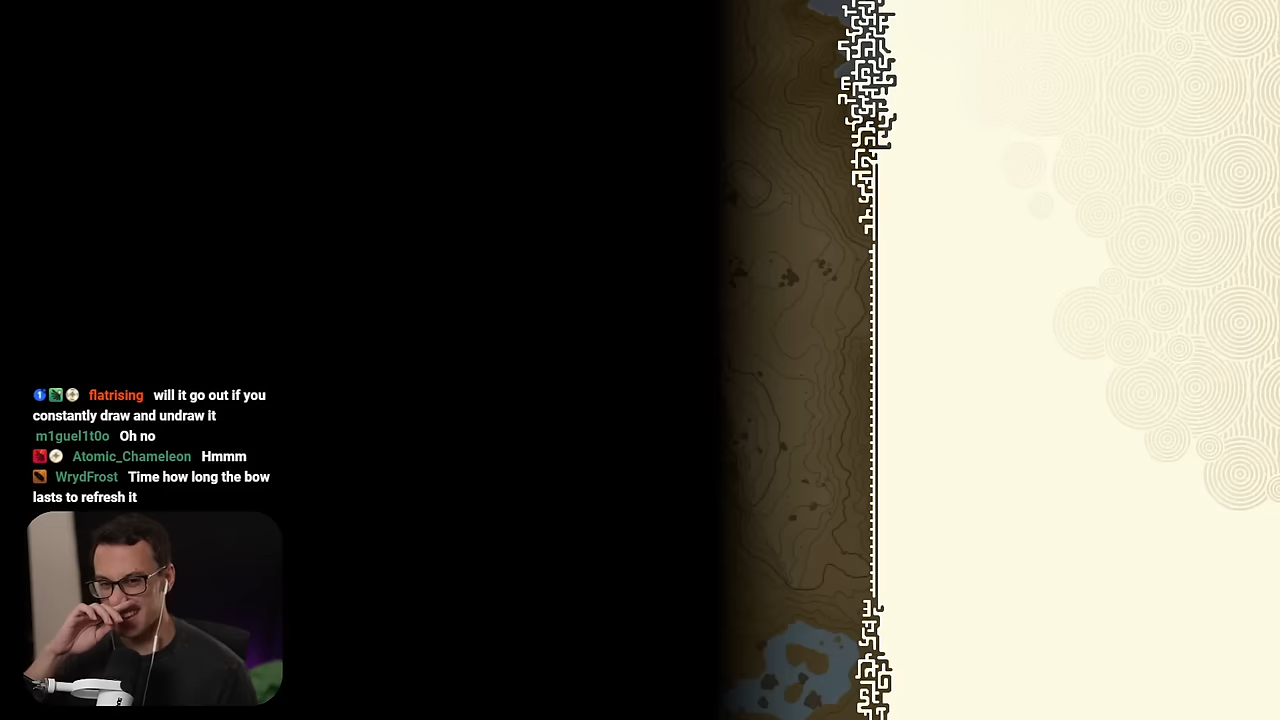 flatrising will it go out if you
constantly draw and undraw it
m1guel1t0o Oh no
Atomic_Chameleon Hmmm
WrydFrost Time how long the bow
lasts to refresh it